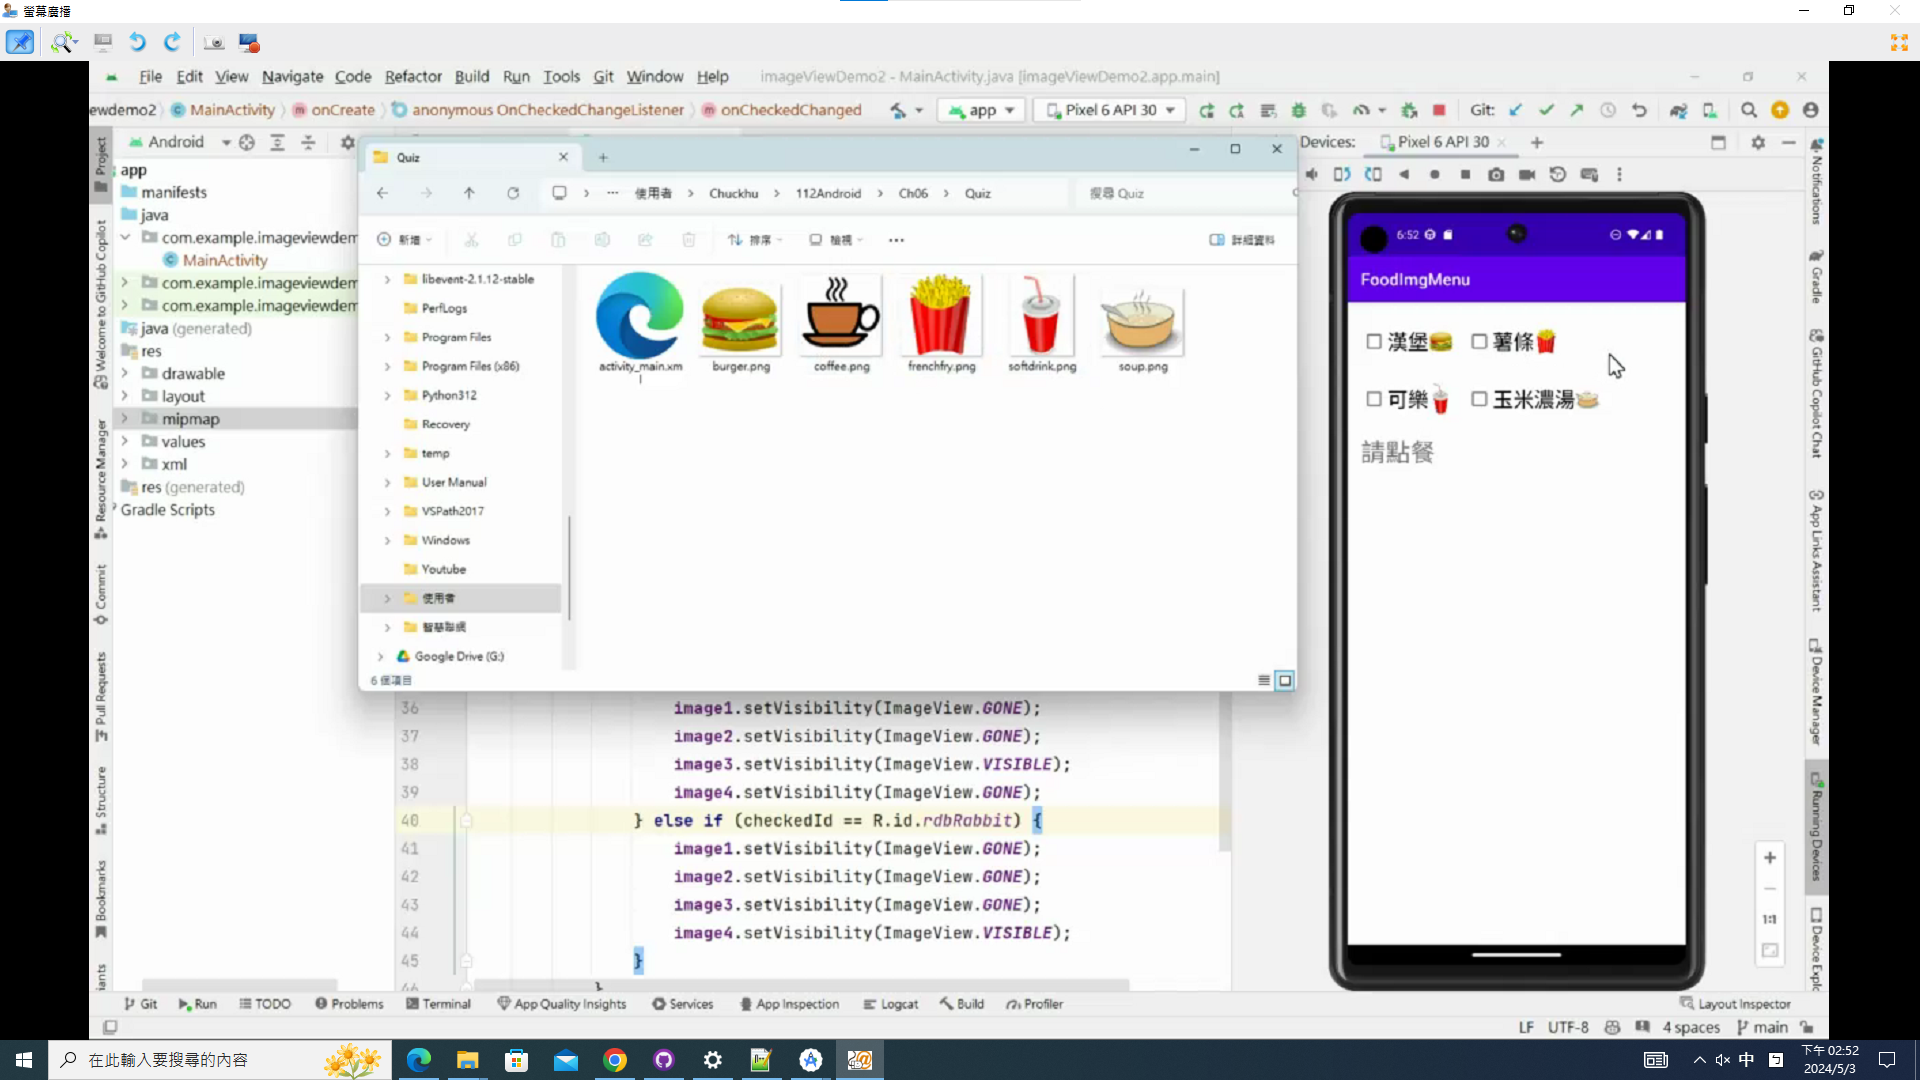 螢幕廣播
File Edit View Navigate Code Refactor Build Run Tools Git Window Help imageViewDemo2 - MainActivity.java [imageViewDemo2.app.main]
ewdemo2 MainActivity onCreate anonymous OnCheckedChangeListener onCheckedChanged app Pixel 6 API 30 Git:
Project
Welcome to GitHub Copilot
Resource Manager
Commit
Pull Requests
Structure
Bookmarks
iants
Android
app
manifests
java
com.example.imageviewdem
MainActivity
com.example.imageviewdem
com.example.imageviewdem
java (generated)
res
drawable
layout
mipmap
values
xml
res (generated)
Gradle Scripts
Quiz
使用者 Chuckhu 112Android Ch06 Quiz 搜尋 Quiz
新增 排序 檢視 詳細資料
libevent-2.1.12-stable
PerfLogs
Program Files
Program Files (x86)
Python312
Recovery
temp
User Manual
VSPath2017
Windows
Youtube
使用者
智慧聯網
Google Drive (G:)
activity_main.xm
l
burger.png
coffee.png
frenchfry.png
softdrink.png
soup.png
6 個項目
36 image1.setVisibility(ImageView.GONE);
37 image2.setVisibility(ImageView.GONE);
38 image3.setVisibility(ImageView.VISIBLE);
39 image4.setVisibility(ImageView.GONE);
40 } else if (checkedId == R.id.rdbRabbit) {
41 image1.setVisibility(ImageView.GONE);
42 image2.setVisibility(ImageView.GONE);
43 image3.setVisibility(ImageView.GONE);
44 image4.setVisibility(ImageView.VISIBLE);
45 }
46 }
Devices: Pixel 6 API 30
6:52
FoodImgMenu
漢堡 薯條
可樂 玉米濃湯
請點餐
1:1
Notifications
Gradle
GitHub Copilot Chat
App Links Assistant
Device Manager
Running Devices
Device Explo
Git Run TODO Problems Terminal App Quality Insights Services App Inspection Logcat Build Profiler Layout Inspector
LF UTF-8 4 spaces main
在此輸入要搜尋的內容
中
下午 02:52
2024/5/3